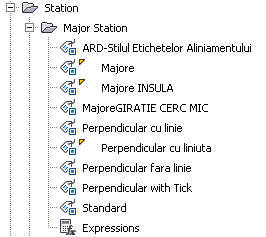 Station
Major Station
ARD-Stilul Etichetelor Aliniamentului
Majore
Majore INSULA
MajoreGIRATIE CERC MIC
Perpendicular cu linie
Perpendicular cu liniuta
Perpendicular fara linie
Perpendicular with Tick
Standard
Expressions